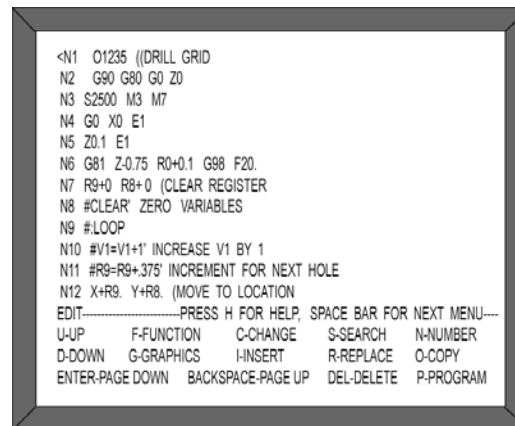 <N1 O1235 ((DRILL GRID
N2 G90 G80 G0 Z0
N3 S2500 M3 M7
N4 G0 X0 E1
N5 Z0.1 E1
N6 G81 Z-0.75 R0+0.1 G98 F20.
N7 R9+0 R8+0 (CLEAR REGISTER
N8 #CLEAR' ZERO VARIABLES
N9 #:LOOP
N10 #V1=V1+1' INCREASE V1 BY 1
N11 #R9=R9+.375' INCREMENT FOR NEXT HOLE
N12 X+R9. Y+R8. (MOVE TO LOCATION
EDIT-------------------------PRESS H FOR HELP, SPACE BAR FOR NEXT MENU----
U-UP F-FUNCTION C-CHANGE S-SEARCH N-NUMBER
D-DOWN G-GRAPHICS I-INSERT R-REPLACE O-COPY
ENTER-PAGE DOWN BACKSPACE-PAGE UP DEL-DELETE P-PROGRAM